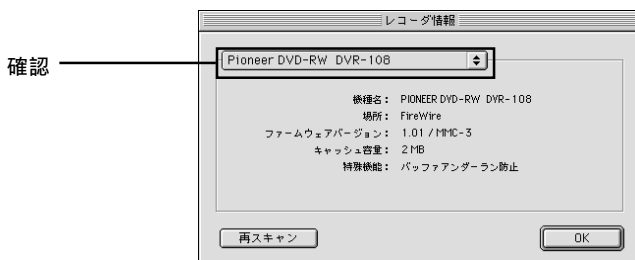 レコーダ情報
確認
Pioneer DVD-RW DVR-108
機種名： PIONEER DVD-RW DVR-108
場所： FireWire
ファームウェアバージョン： 1.01 / MMC-3
キャッシュ容量： 2 MB
特殊機能： バッファアンダーラン防止
再スキャン
OK